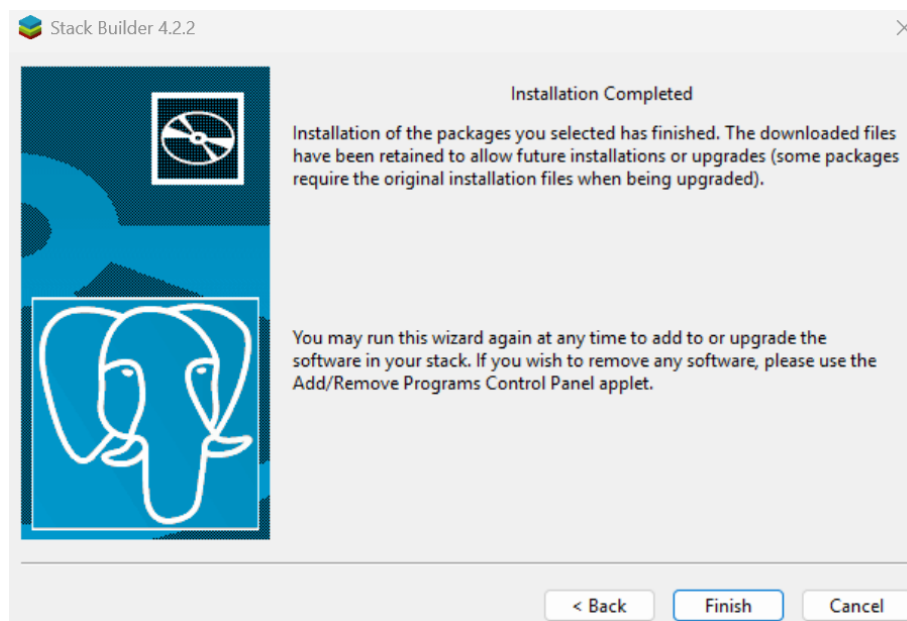 Stack Builder 4.2.2
Installation Completed
Installation of the packages you selected has finished. The downloaded files
have been retained to allow future installations or upgrades (some packages
require the original installation files when being upgraded).
You may run this wizard again at any time to add to or upgrade the
software in your stack. If you wish to remove any software, please use the
Add/Remove Programs Control Panel applet.
< Back
Finish
Cancel